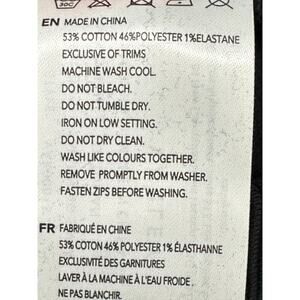 30C
EN MADE IN CHINA
53% COTTON 46%POLYESTER 1%ELASTANE
EXCLUSIVE OF TRIMS
MACHINE WASH COOL.
DO NOT BLEACH.
DO NOT TUMBLE DRY.
IRON ON LOW SETTING.
DO NOT DRY CLEAN.
WASH LIKE COLOURS TOGETHER.
REMOVE PROMPTLY FROM WASHER.
FASTEN ZIPS BEFORE WASHING.
FR FABRIQUÉ EN CHINE
53% COTON 46% POLYESTER 1% ÉLASTHANNE
EXCLUSMTÉ DES GARNITURES
LAVER À LA MACHINE À L'EAU FROIDE.
NE PAS BLANCHIR.